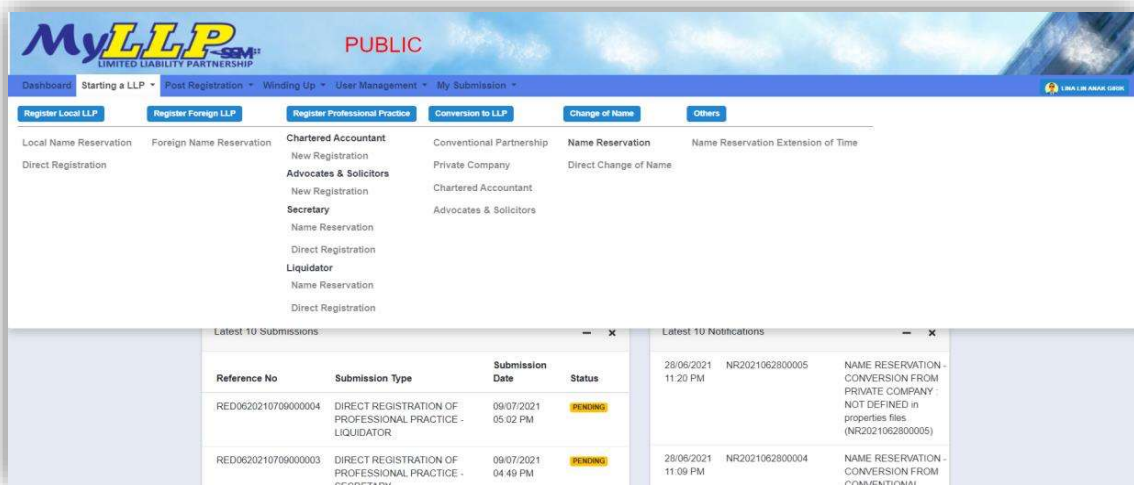 MyLLP
SSM
LIMITED LIABILITY PARTNERSHIP
PUBLIC
Dashboard Starting a LLP Post Registration Winding Up User Management My Submission
LINA LIN ANAK GIROK
Register Local LLP Register Foreign LLP Register Professional Practice Conversion to LLP Change of Name Others
Local Name Reservation Foreign Name Reservation Chartered Accountant Conventional Partnership Name Reservation Name Reservation Extension of Time
Direct Registration New Registration Private Company Direct Change of Name
Advocates & Solicitors
New Registration Chartered Accountant
Secretary Advocates & Solicitors
Name Reservation
Direct Registration
Liquidator
Name Reservation
Direct Registration
Latest 10 Submissions
Reference No Submission Type Submission Date Status
RED0620210709000004 DIRECT REGISTRATION OF 09/07/2021 PENDING
PROFESSIONAL PRACTICE - 05:02 PM
LIQUIDATOR
RED0620210709000003 DIRECT REGISTRATION OF 09/07/2021 PENDING
PROFESSIONAL PRACTICE - 04:49 PM
SECRETARY
Latest 10 Notifications
28/06/2021 NR2021062800005 NAME RESERVATION -
11:20 PM CONVERSION FROM
PRIVATE COMPANY :
NOT DEFINED in
properties files
(NR2021062800005)
28/06/2021 NR2021062800004 NAME RESERVATION -
11:09 PM CONVERSION FROM
CONVENTIONAL